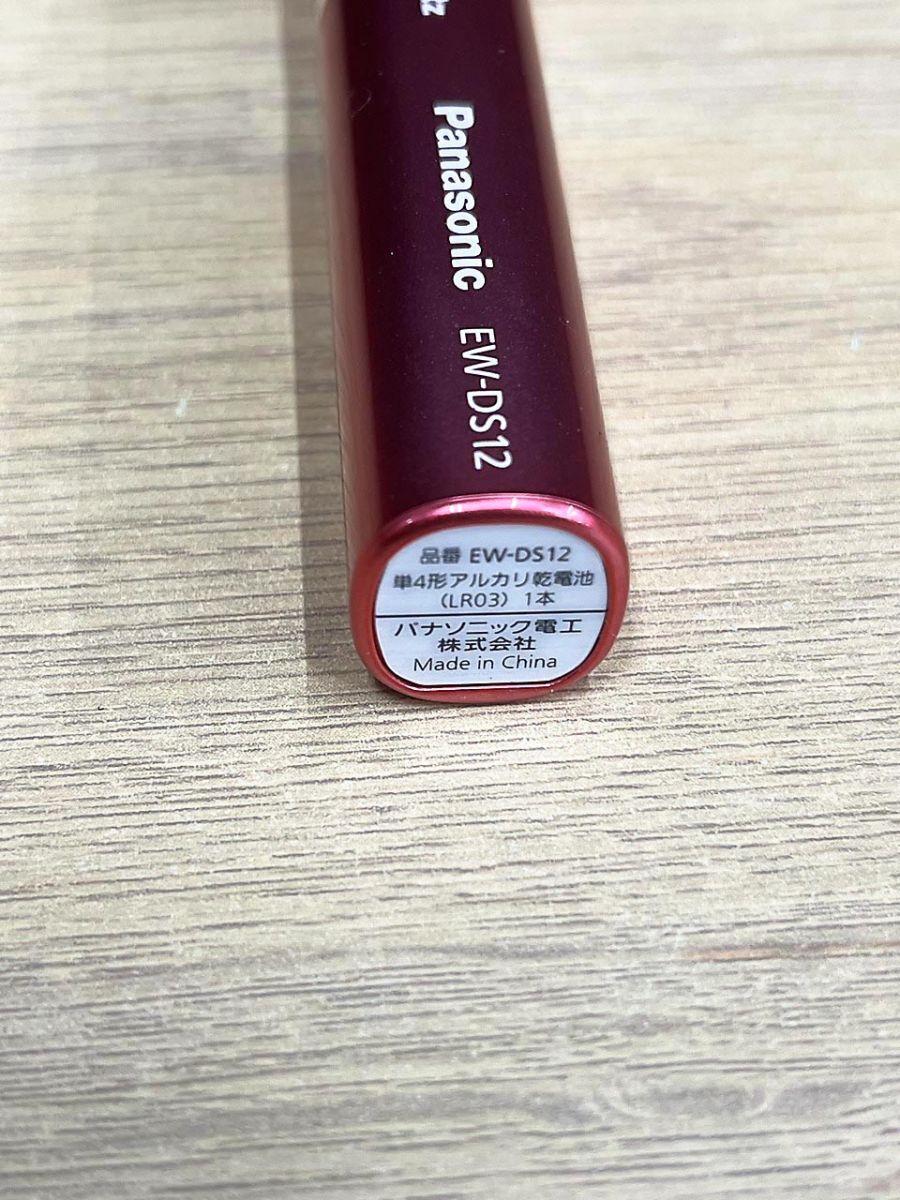 Panasonic EW-DS12
品番 EW-DS12
単4形アルカリ乾電池
(LR03) 1本
パナソニック電工
株式会社
Made in China